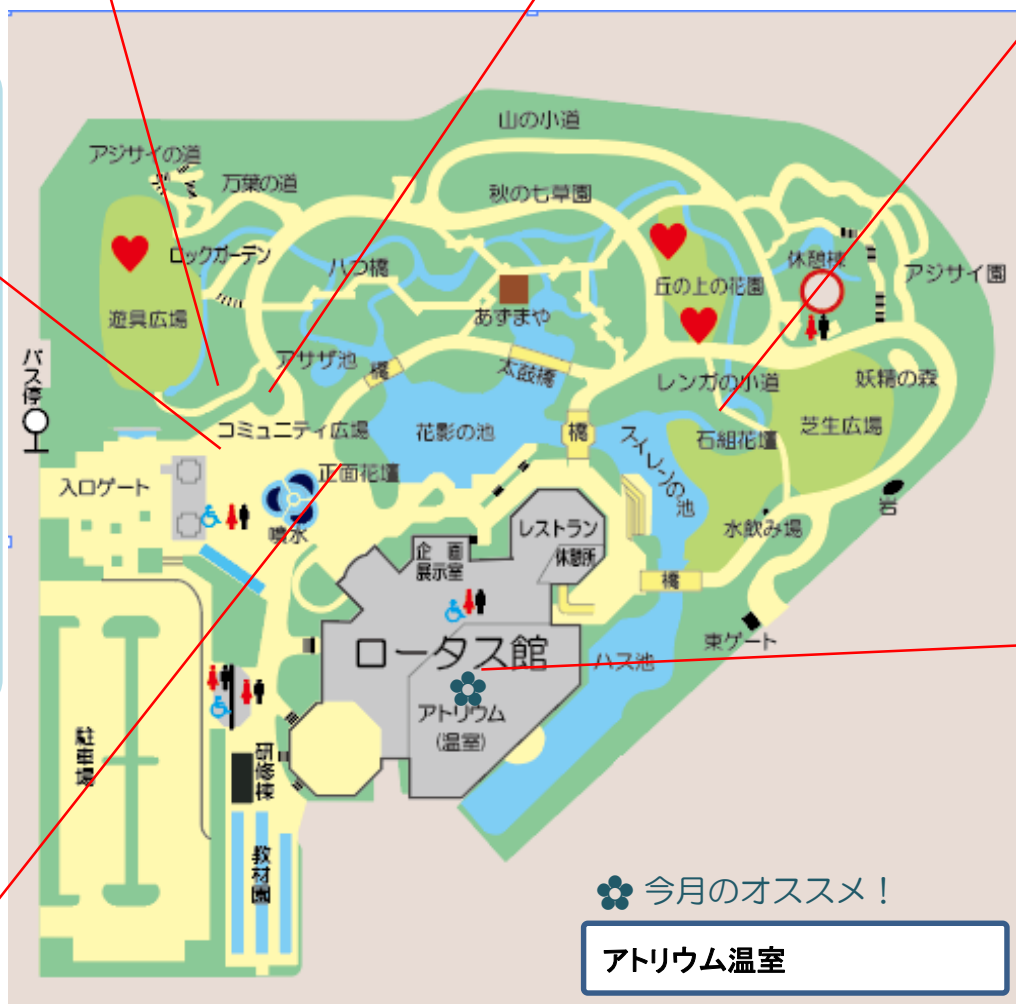 山の小道
アジサイの道
万葉の道
秋の七草園
ロックガーデン
八つ橋
休憩棟
アジサイ園
丘の上の花園
遊具広場
あずまや
バス停
アサザ池
橋
太鼓橋
レンガの小道
妖精の森
コミュニティ広場
花影の池
橋
スイレンの池
石組花壇
芝生広場
入口ゲート
正面花壇
岩
噴水
レストラン
水飲み場
企画
展示室
休憩所
橋
東ゲート
ロータス館
ハス池
アトリウム
(温室)
駐車場
研修棟
教材園
今月のオススメ！
アトリウム温室